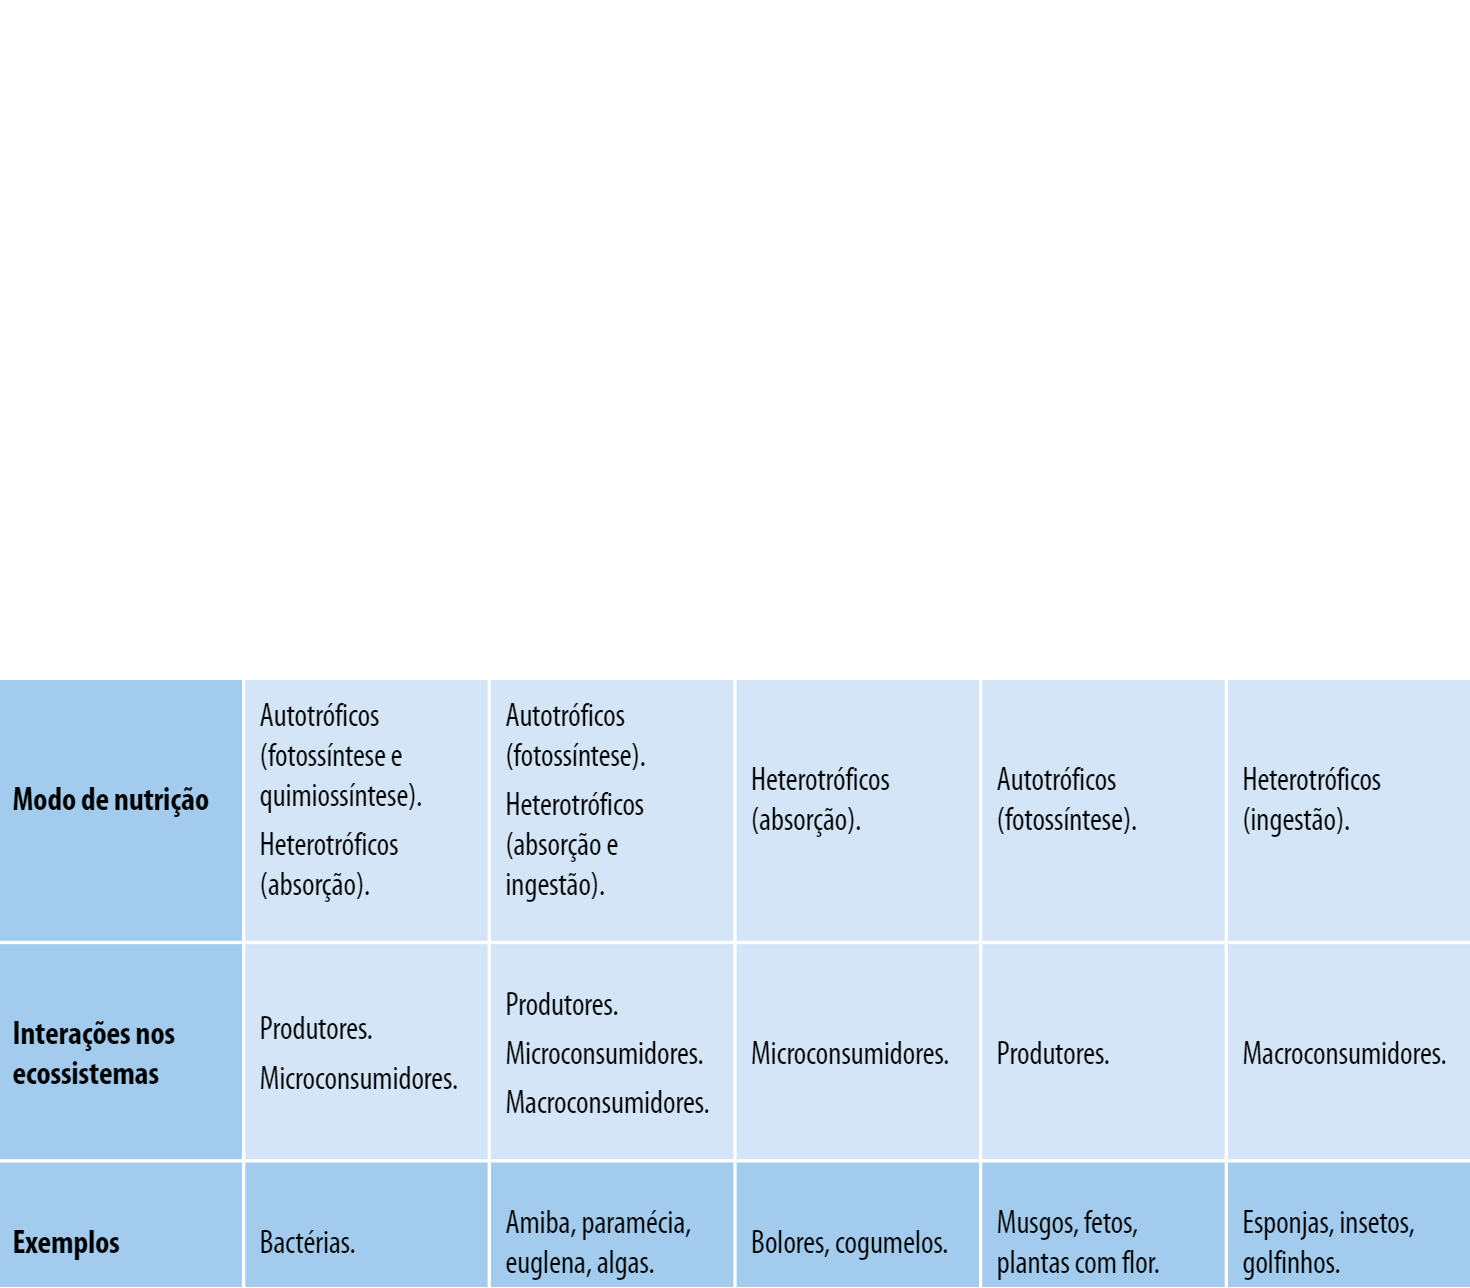 Modo de nutrição
Autotróficos
(fotossíntese e
quimiossíntese).
Heterotróficos
(absorção).
Autotróficos
(fotossíntese).
Heterotróficos
(absorção e
ingestão).
Heterotróficos
(absorção).
Autotróficos
(fotossíntese).
Heterotróficos
(ingestão).
Interações nos
ecossistemas
Produtores.
Microconsumidores.
Produtores.
Microconsumidores.
Macroconsumidores.
Microconsumidores.
Produtores.
Macroconsumidores.
Exemplos
Bactérias.
Amiba, paramécia,
euglena, algas.
Bolores, cogumelos.
Musgos, fetos,
plantas com flor.
Esponjas, insetos,
golfinhos.